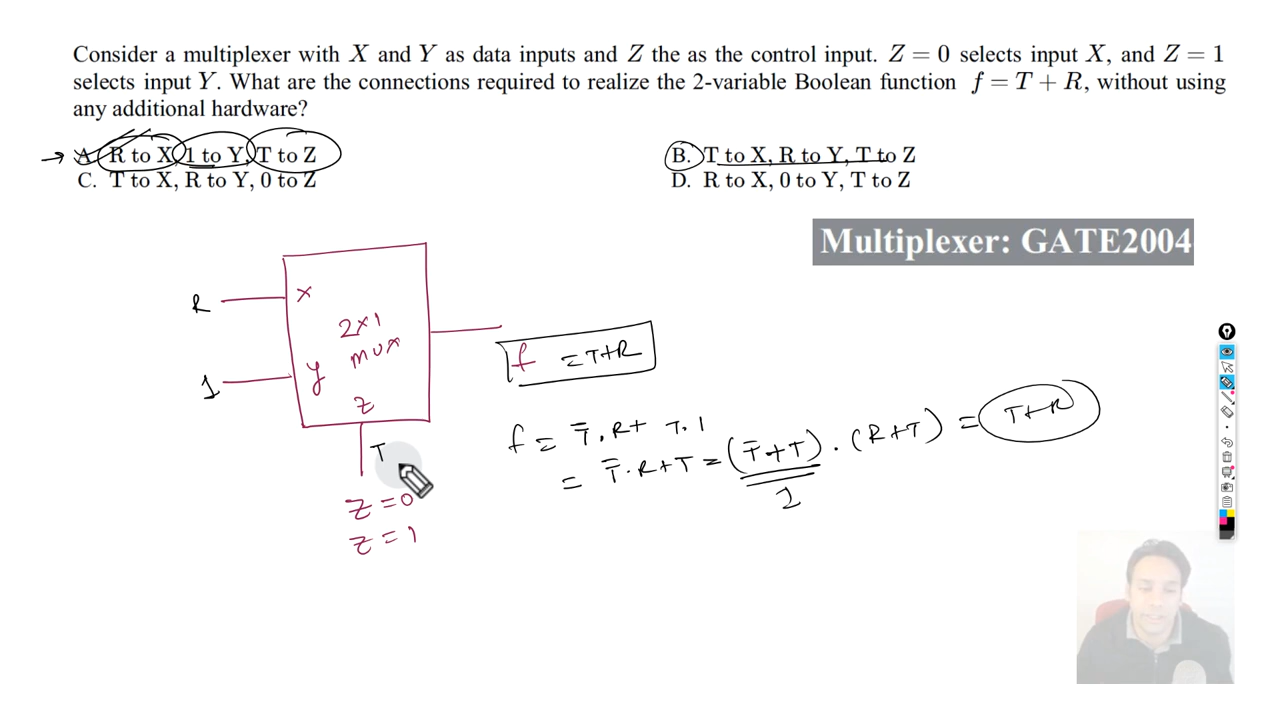 Consider a multiplexer with X and Y as data inputs and Z the as the control input. Z = 0 selects input X, and Z = 1
selects input Y. What are the connections required to realize the 2-variable Boolean function f = T + R, without using
any additional hardware?
A. R to X, 1 to Y, T to Z
B. T to X, R to Y, T to Z
C. T to X, R to Y, 0 to Z
D. R to X, 0 to Y, T to Z
Multiplexer: GATE2004
R
x
2x1
mux
f = T+R
1
y
z
T
z = 0
z = 1
f = T̄.R + T.1
= T̄.R+T = (T̄+T).(R+T) = T+R
1